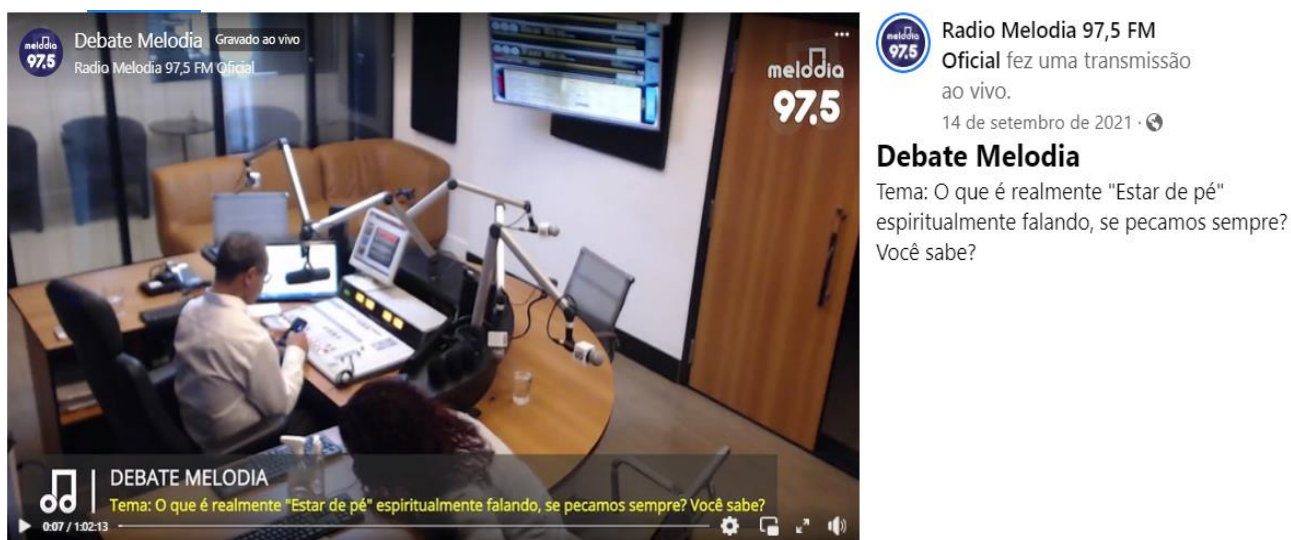 melodia
97,5
Debate Melodia Gravado ao vivo
Radio Melodia 97,5 FM Oficial
melodia
97,5
DEBATE MELODIA
Tema: O que é realmente "Estar de pé" espiritualmente falando, se pecamos sempre? Você sabe?
0:07 / 1:02:13
melodia
97,5
Radio Melodia 97,5 FM
Oficial fez uma transmissão
ao vivo.
14 de setembro de 2021 ·
Debate Melodia
Tema: O que é realmente "Estar de pé"
espiritualmente falando, se pecamos sempre?
Você sabe?